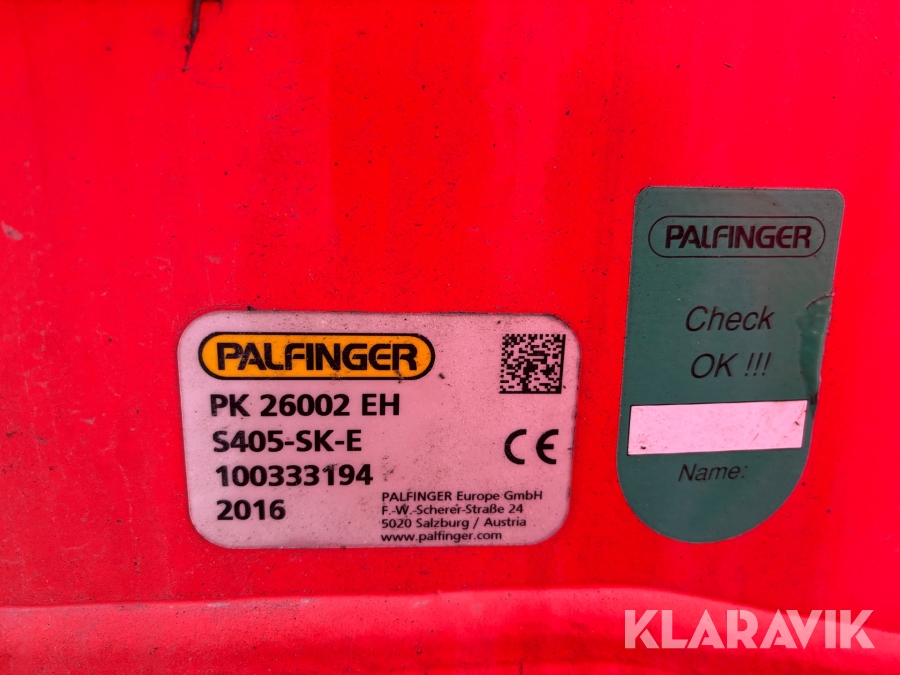 PALFINGER
PK 26002 EH
S405-SK-E
100333194
2016
CE
PALFINGER Europe GmbH
F.-W.-Scherer-Straße 24
5020 Salzburg / Austria
www.palfinger.com
PALFINGER
Check
OK !!!
Name:
KLARAVIK